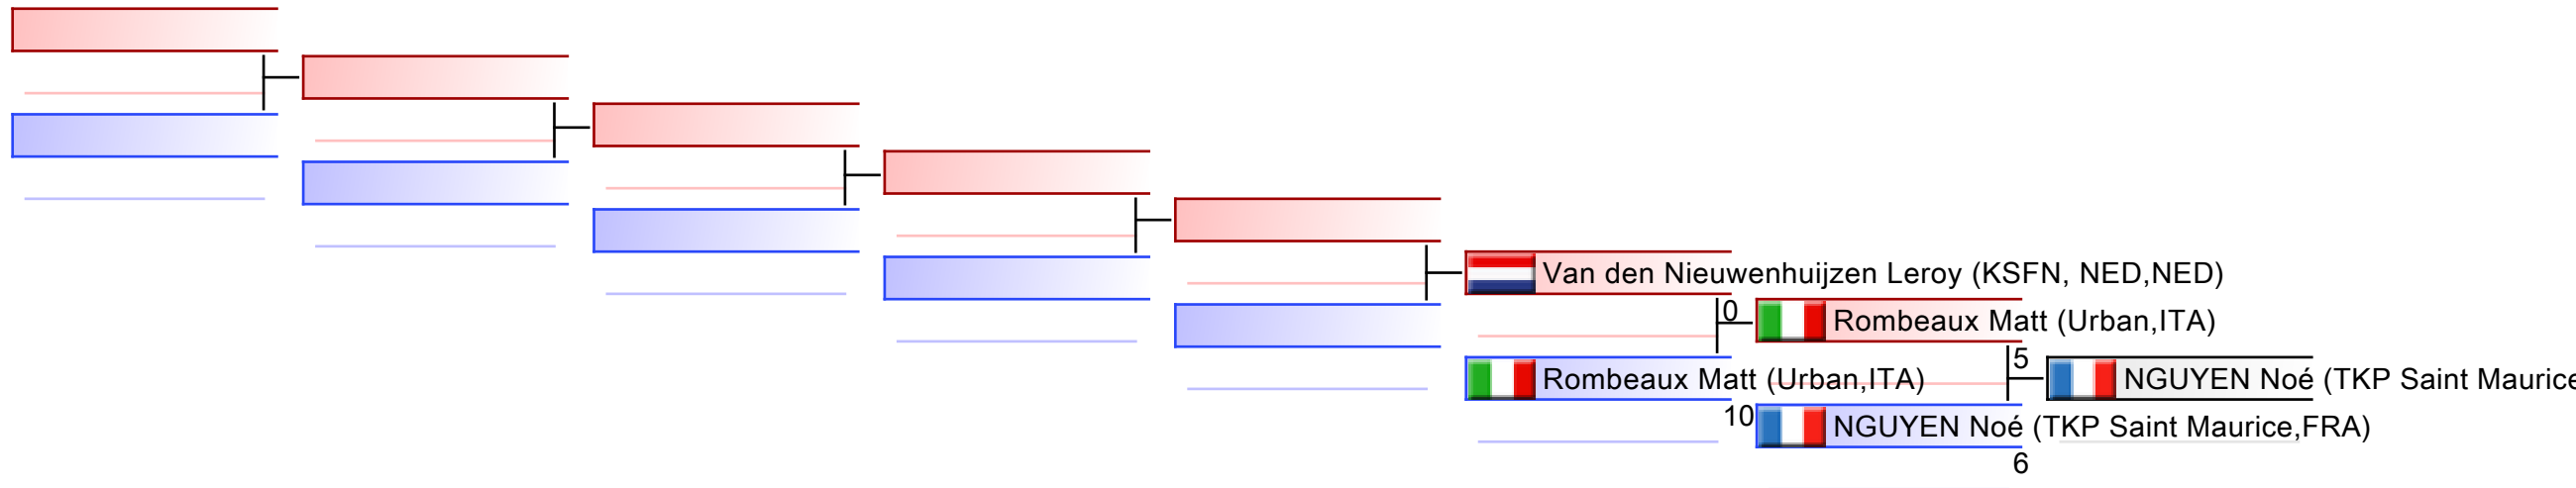 Van den Nieuwenhuijzen Leroy (KSFN, NED,NED)
0
Rombeaux Matt (Urban,ITA)
5
Rombeaux Matt (Urban,ITA)
NGUYEN Noé (TKP Saint Maurice
10
NGUYEN Noé (TKP Saint Maurice,FRA)
6